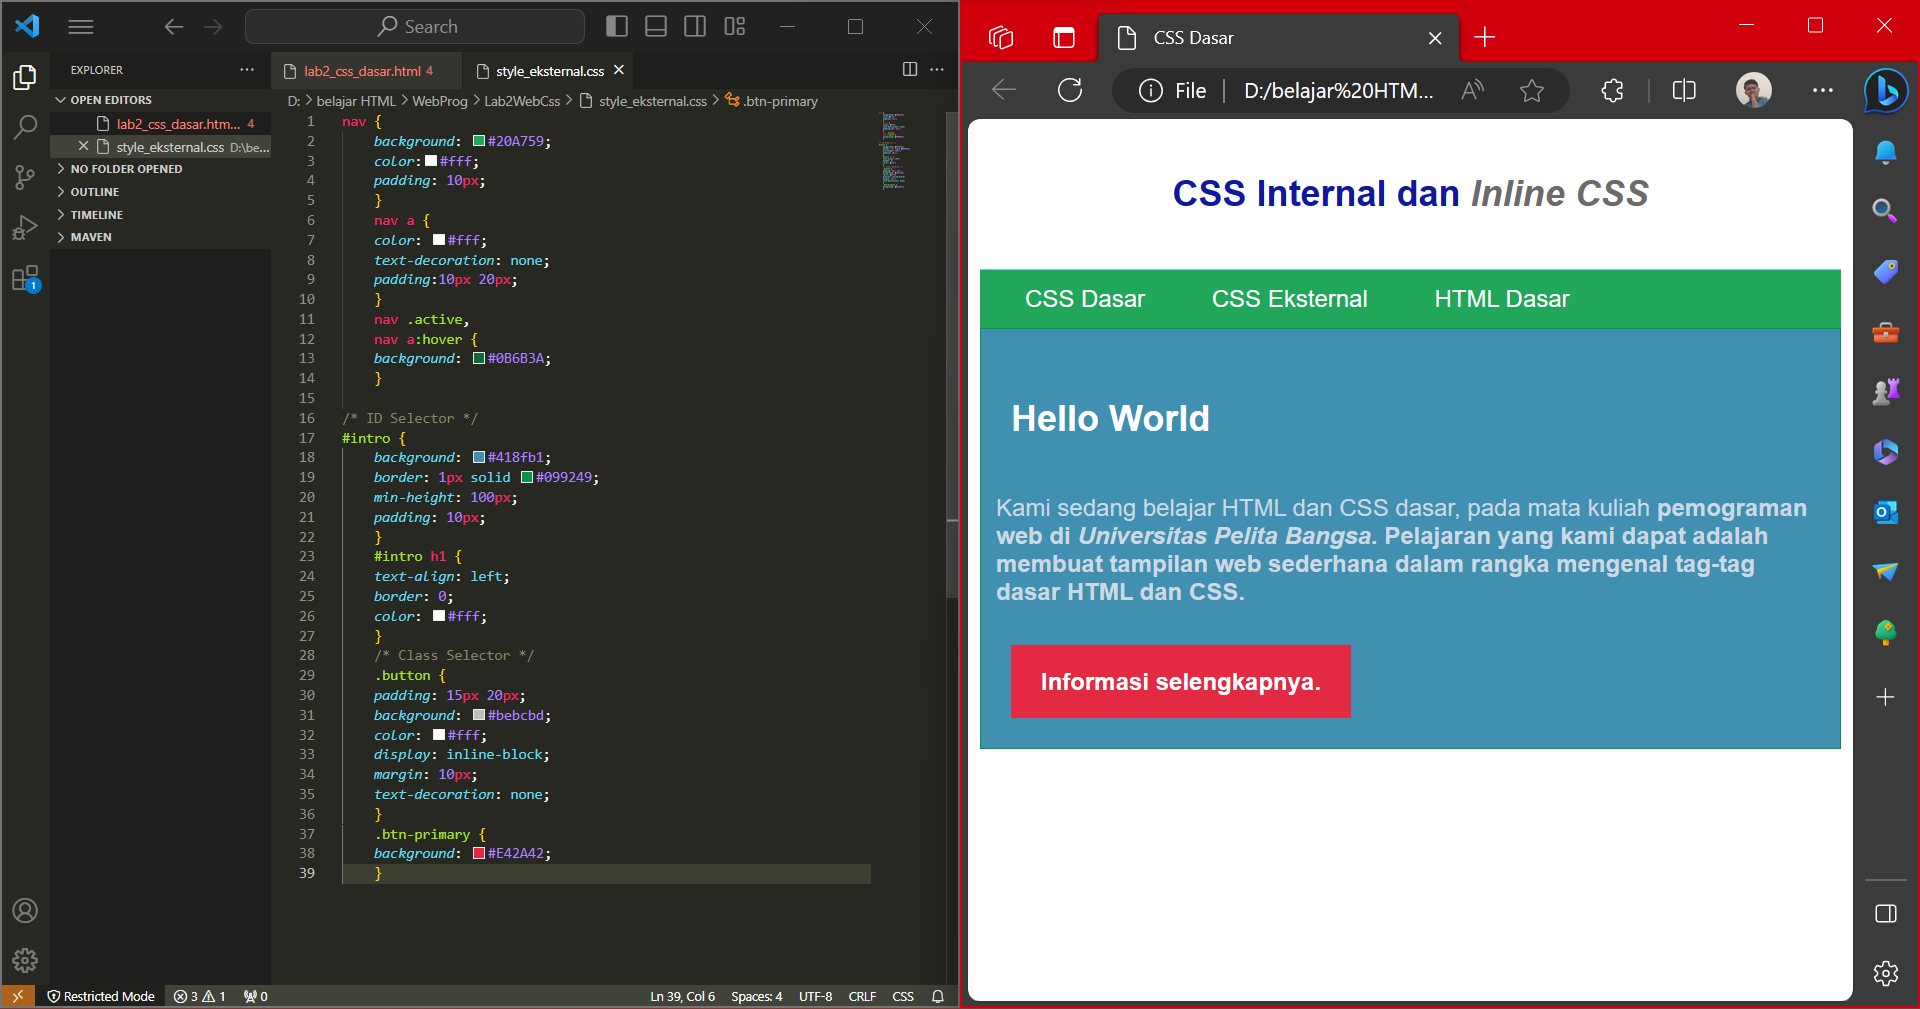 Search
EXPLORER
OPEN EDITORS
lab2_css_dasar.htm... 4
style_eksternal.css D:\be...
NO FOLDER OPENED
OUTLINE
TIMELINE
MAVEN
1
lab2_css_dasar.html 4
style_eksternal.css
D: > belajar HTML > WebProg > Lab2WebCss > style_eksternal.css > .btn-primary
1 nav {
2 background: #20A759;
3 color:#fff;
4 padding: 10px;
5 }
6 nav a {
7 color: #fff;
8 text-decoration: none;
9 padding:10px 20px;
10 }
11 nav .active,
12 nav a:hover {
13 background: #0B6B3A;
14 }
15
16 /* ID Selector */
17 #intro {
18 background: #418fb1;
19 border: 1px solid #099249;
20 min-height: 100px;
21 padding: 10px;
22 }
23 #intro h1 {
24 text-align: left;
25 border: 0;
26 color: #fff;
27 }
28 /* Class Selector */
29 .button {
30 padding: 15px 20px;
31 background: #bebcbd;
32 color: #fff;
33 display: inline-block;
34 margin: 10px;
35 text-decoration: none;
36 }
37 .btn-primary {
38 background: #E42A42;
39 }
Restricted Mode 3 1 0
Ln 39, Col 6 Spaces: 4 UTF-8 CRLF CSS
CSS Dasar
File D:/belajar%20HTM...
CSS Internal dan Inline CSS
CSS Dasar CSS Eksternal HTML Dasar
Hello World
Kami sedang belajar HTML dan CSS dasar, pada mata kuliah pemograman
web di Universitas Pelita Bangsa. Pelajaran yang kami dapat adalah
membuat tampilan web sederhana dalam rangka mengenal tag-tag
dasar HTML dan CSS.
Informasi selengkapnya.